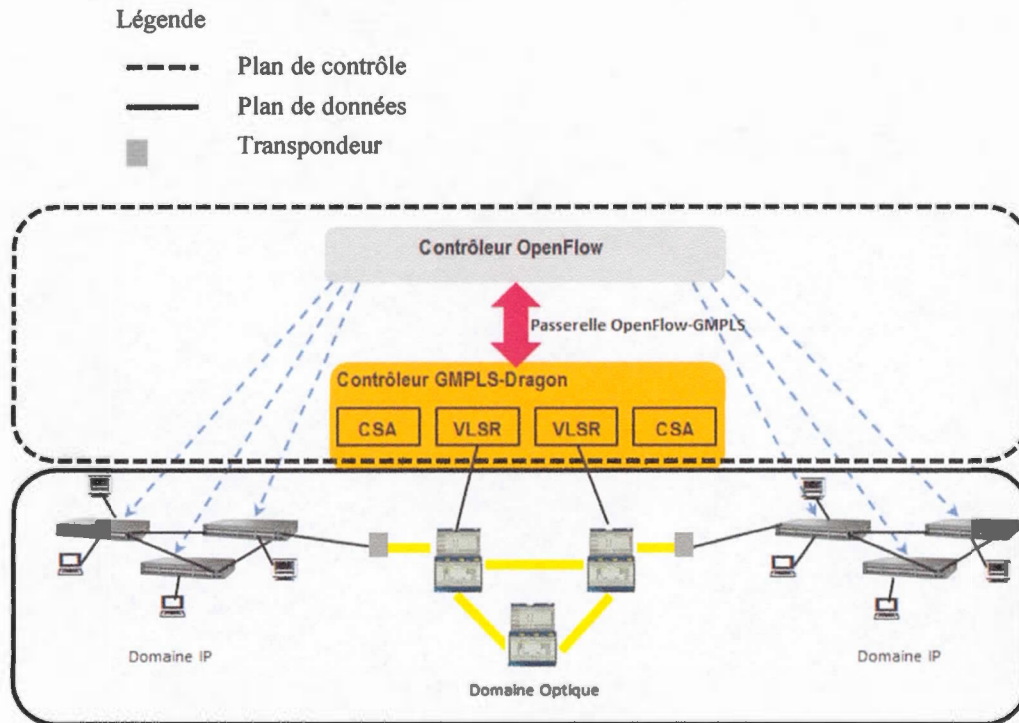 Légende
Plan de contrôle
Plan de données
Transpondeur
Contrôleur OpenFlow
Passerelle OpenFlow-GMPLS
Contrôleur GMPLS-Dragon
CSA
VLSR
VLSR
CSA
Domaine IP
Domaine IP
Domaine Optique